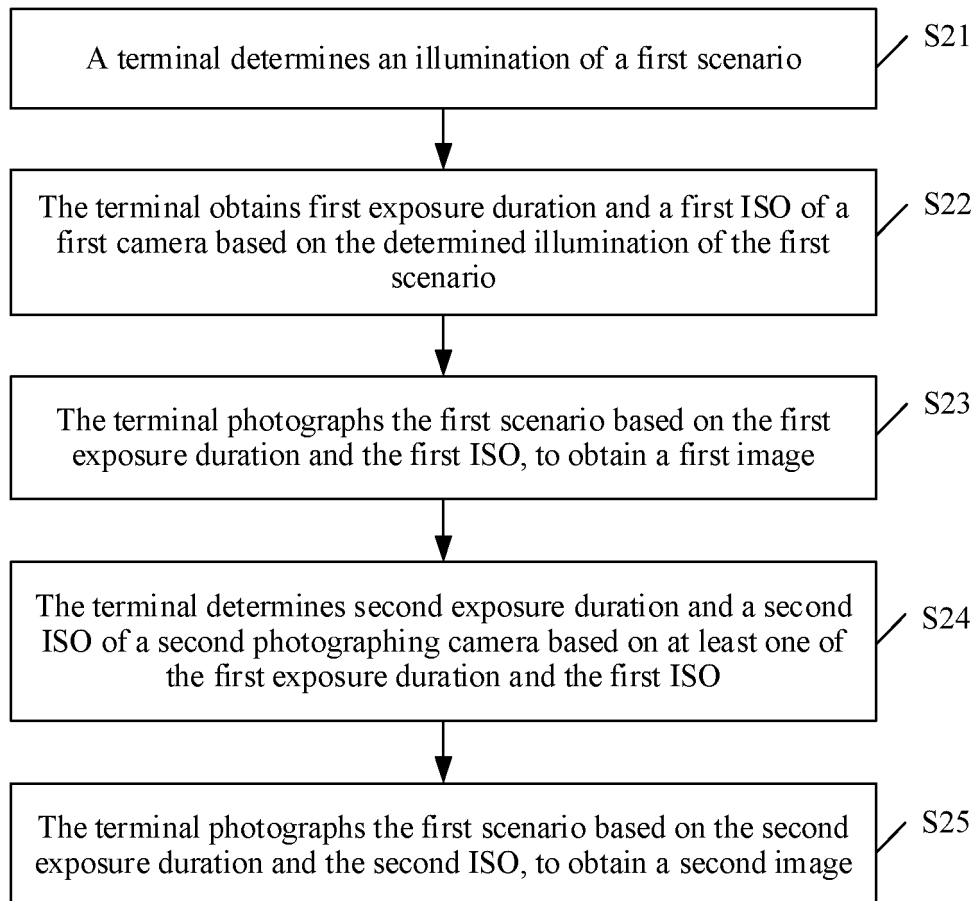 A terminal determines an illumination of a first scenario
S21
The terminal obtains first exposure duration and a first ISO of a
first camera based on the determined illumination of the first
scenario
S22
The terminal photographs the first scenario based on the first
exposure duration and the first ISO, to obtain a first image
S23
The terminal determines second exposure duration and a second
ISO of a second photographing camera based on at least one of
the first exposure duration and the first ISO
S24
The terminal photographs the first scenario based on the second
exposure duration and the second ISO, to obtain a second image
S25